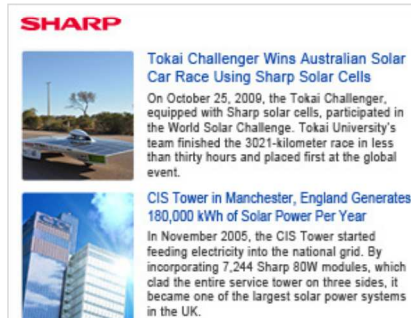 SHARP
Tokai Challenger Wins Australian Solar
Car Race Using Sharp Solar Cells
On October 25, 2009, the Tokai Challenger,
equipped with Sharp solar cells, participated in
the World Solar Challenge. Tokai University's
team finished the 3021-kilometer race in less
than thirty hours and placed first at the global
event.
CIS Tower in Manchester, England Generates
180,000 kWh of Solar Power Per Year
In November 2005, the CIS Tower started
feeding electricity into the national grid. By
incorporating 7,244 Sharp 80W modules, which
clad the entire service tower on three sides, it
became one of the largest solar power systems
in the UK.